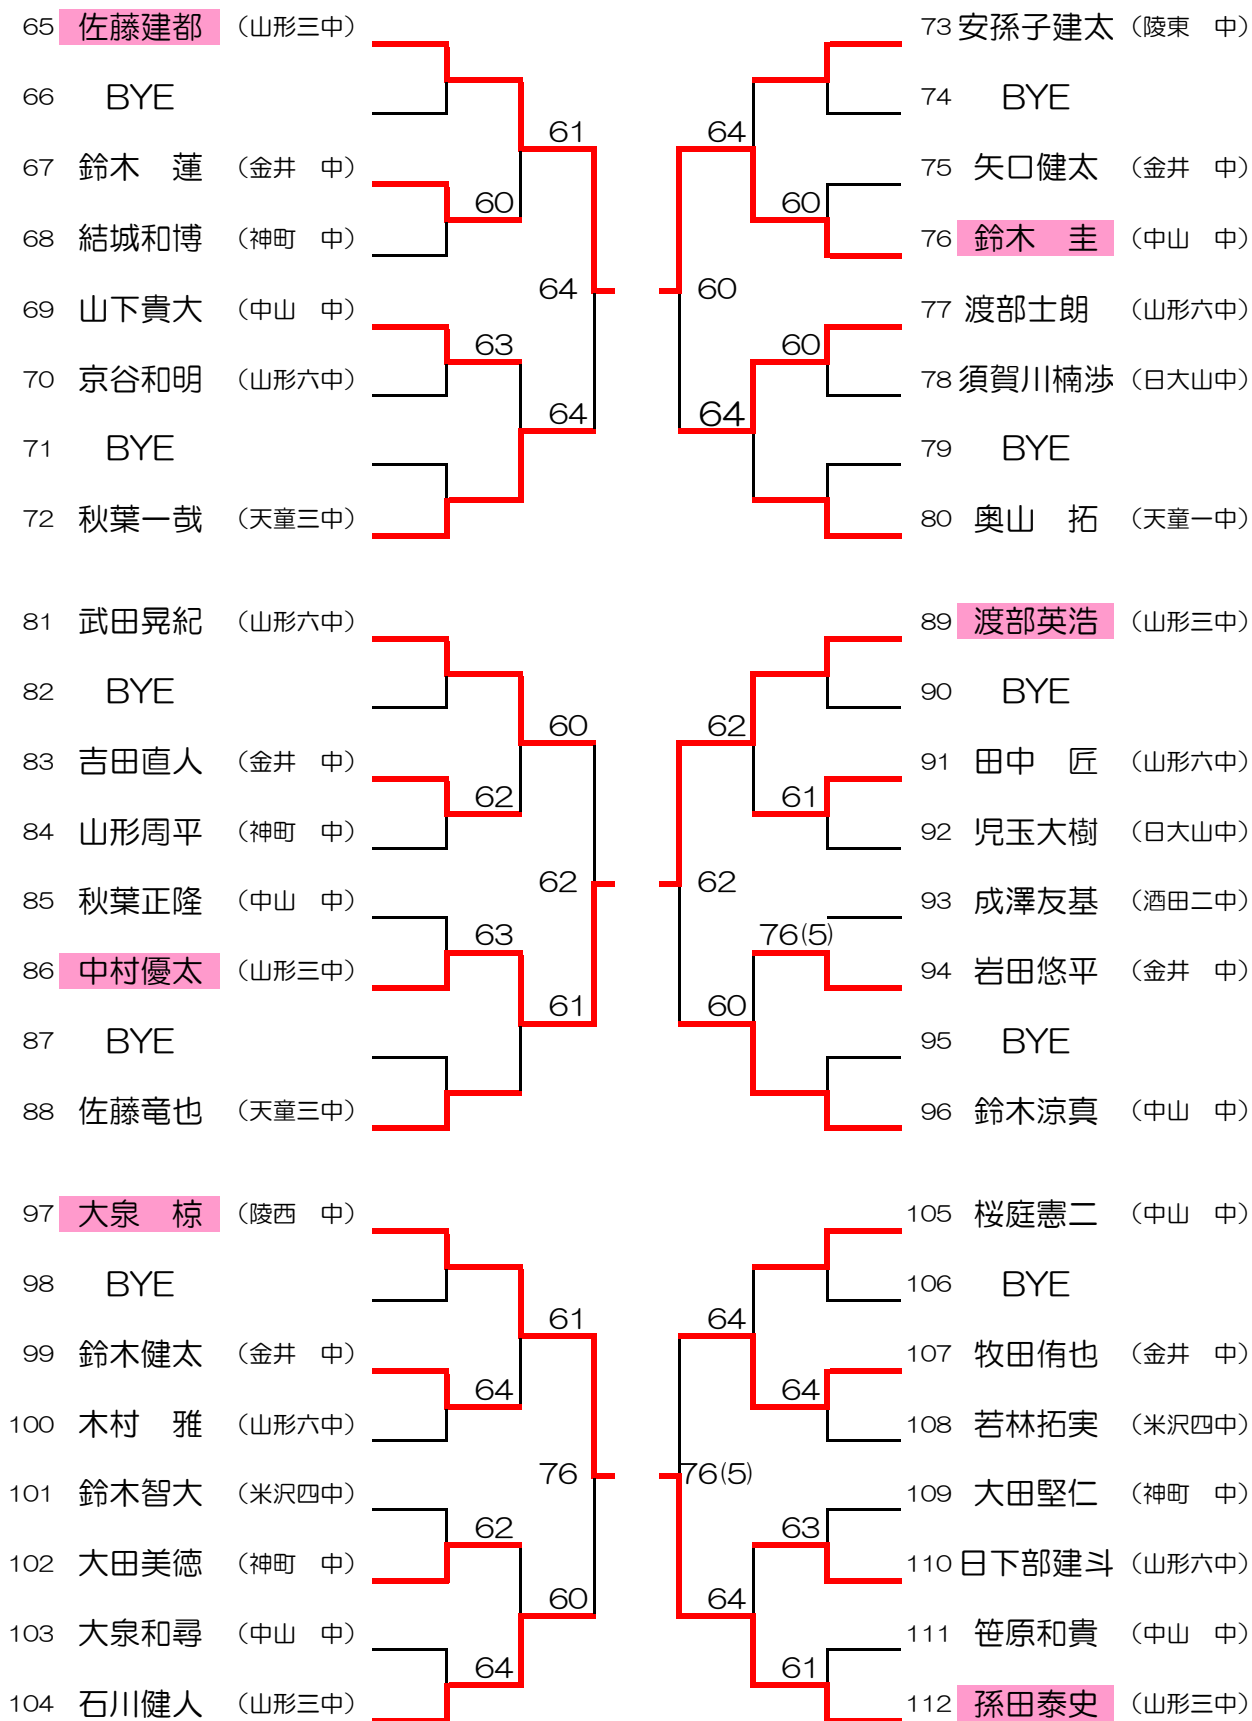 65 佐藤建都 （山形三中）
66 BYE
61
67 鈴木　蓮 （金井　中）
60
68 結城和博 （神町　中）
64
69 山下貴大 （中山　中）
63
70 京谷和明 （山形六中）
64
71 BYE
72 秋葉一哉 （天童三中）
73 安孫子建太 （陵東　中）
74 BYE
64
75 矢口健太 （金井　中）
60
76 鈴木　圭 （中山　中）
60
77 渡部士朗 （山形六中）
60
78 須賀川楠渉 （日大山中）
64
79 BYE
80 奥山　拓 （天童一中）
81 武田晃紀 （山形六中）
82 BYE
60
83 吉田直人 （金井　中）
62
84 山形周平 （神町　中）
62
85 秋葉正隆 （中山　中）
63
86 中村優太 （山形三中）
61
87 BYE
88 佐藤竜也 （天童三中）
89 渡部英浩 （山形三中）
90 BYE
62
91 田中　匠 （山形六中）
61
92 児玉大樹 （日大山中）
62
93 成澤友基 （酒田二中）
76(5)
94 岩田悠平 （金井　中）
60
95 BYE
96 鈴木涼真 （中山　中）
97 大泉　椋 （陵西　中）
98 BYE
61
99 鈴木健太 （金井　中）
64
100 木村　雅 （山形六中）
76
101 鈴木智大 （米沢四中）
62
102 大田美徳 （神町　中）
60
103 大泉和尋 （中山　中）
64
104 石川健人 （山形三中）
105 桜庭憲二 （中山　中）
106 BYE
64
107 牧田侑也 （金井　中）
64
108 若林拓実 （米沢四中）
76(5)
109 大田堅仁 （神町　中）
63
110 日下部建斗 （山形六中）
64
111 笹原和貴 （中山　中）
61
112 孫田泰史 （山形三中）